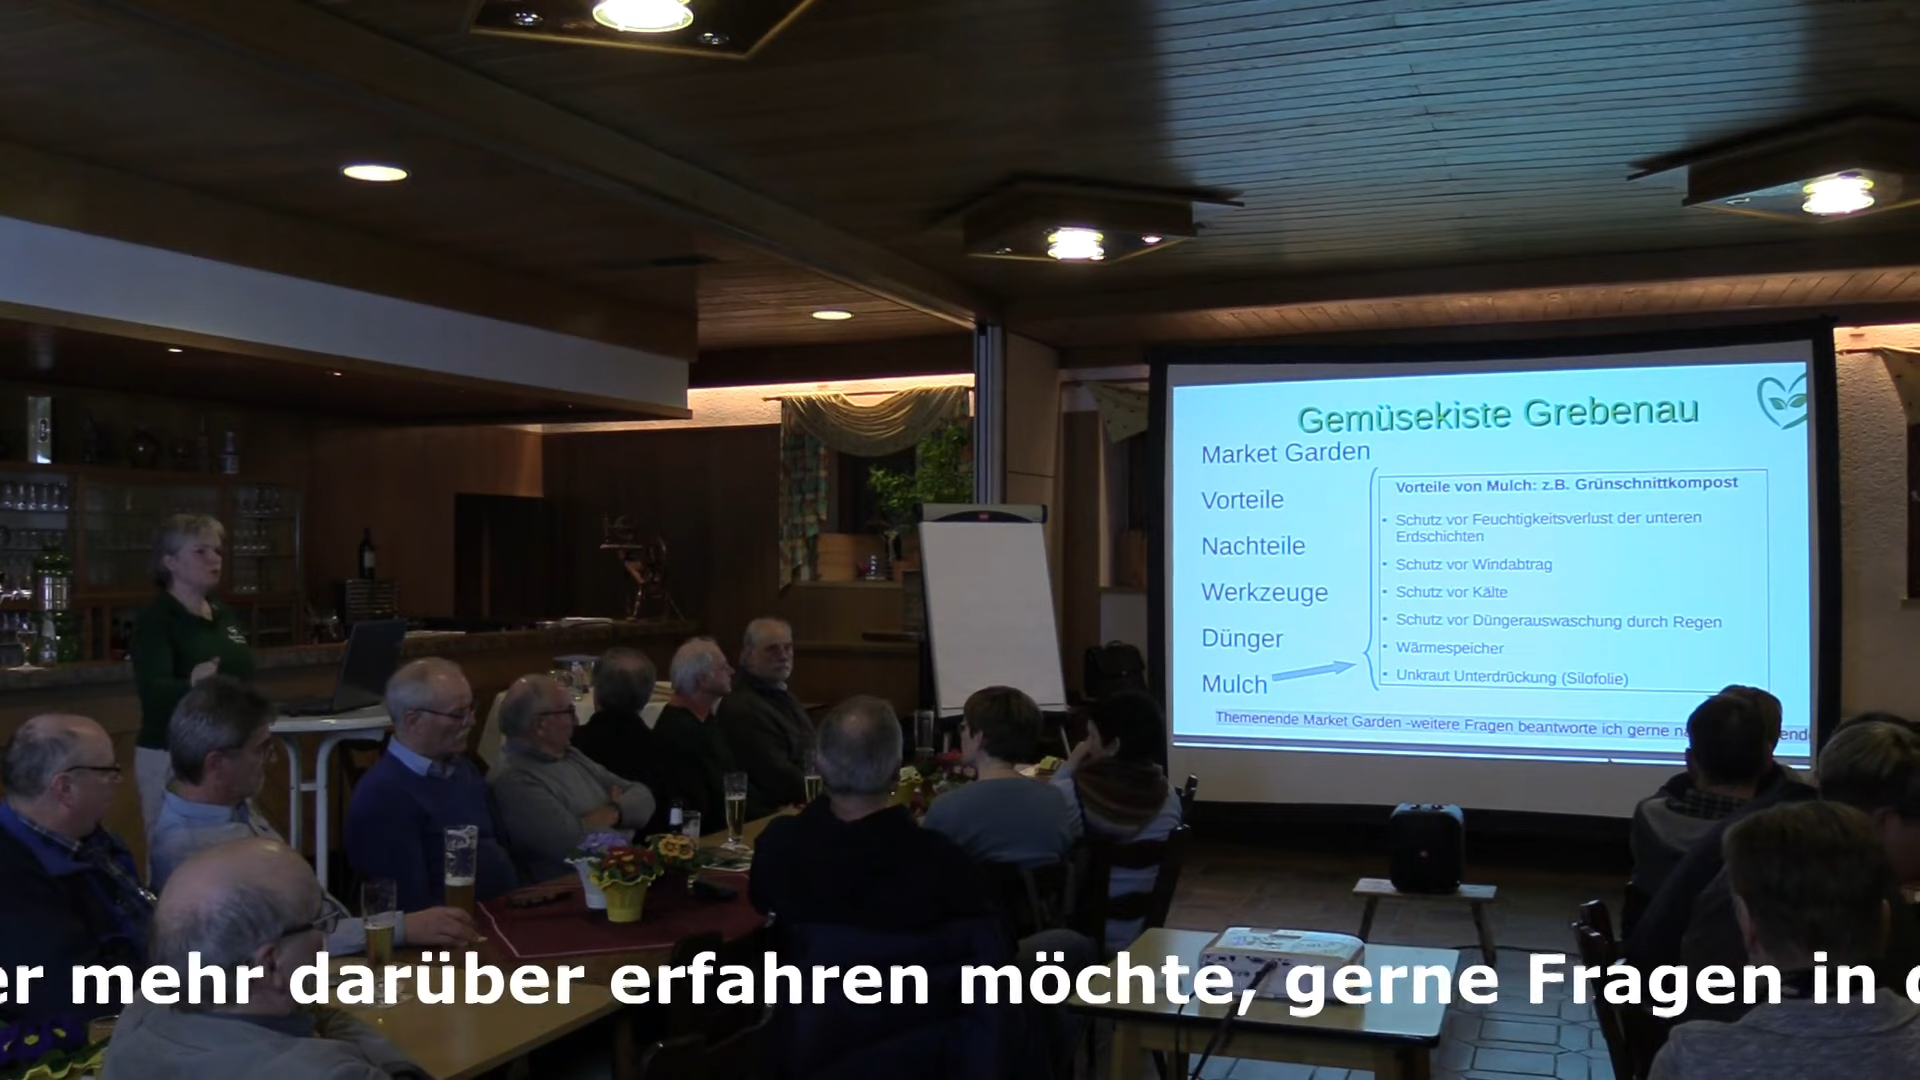 Gemüsekiste Grebenau
Market Garden
Vorteile
Nachteile
Werkzeuge
Dünger
Mulch
Vorteile von Mulch: z.B. Grünschnittkompost
• Schutz vor Feuchtigkeitsverlust der unteren
Erdschichten
• Schutz vor Windabtrag
• Schutz vor Kälte
• Schutz vor Düngerauswaschung durch Regen
• Wärmespeicher
• Unkraut Unterdrückung (Silofolie)
Themenende Market Garden -weitere Fragen beantworte ich gerne
er mehr darüber erfahren möchte, gerne Fragen in